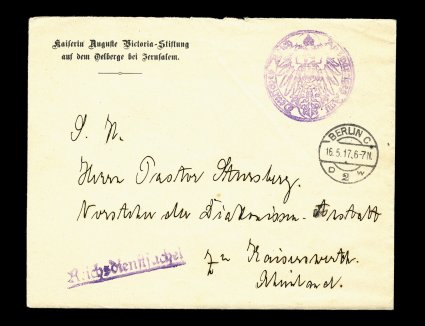 Kaiserin Auguste Victoria-Stiftung
auf dem Oelberge bei Jerusalem.
BERLIN C
16.5.17.6-7N.
2
S. H.
Herrn Pastor Stursberg.
Vorsteher der Diakonissen-Anstalt
zu Kaiserswerth.
Rheinland.
Reichsdienstsache!